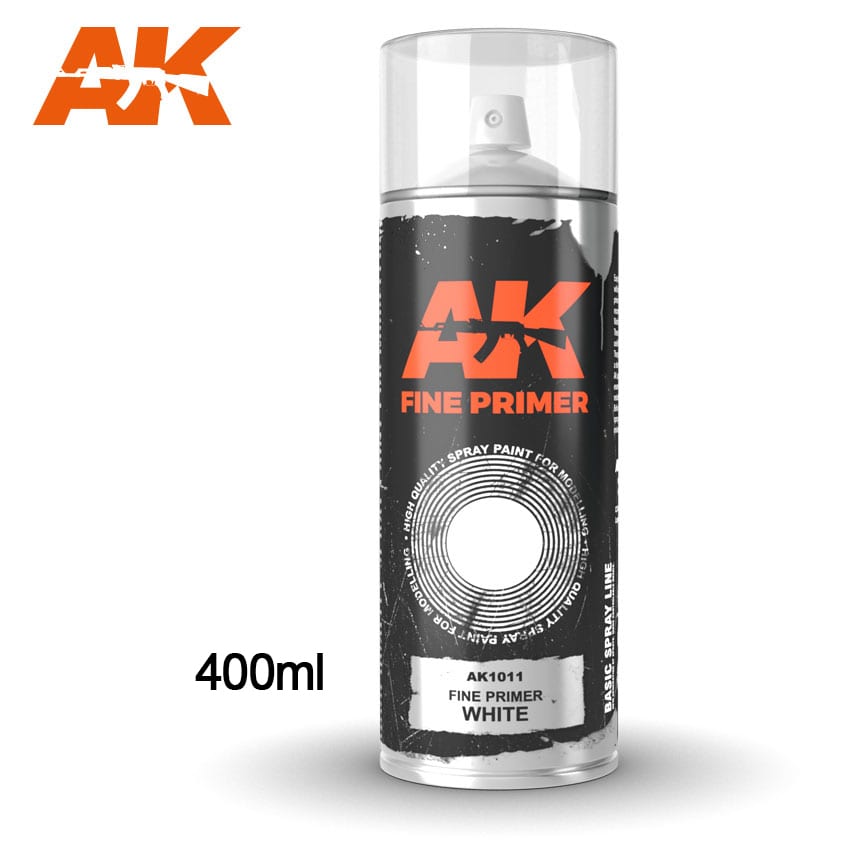 AK
AK
FINE PRIMER
HIGH QUALITY SPRAY PAINT FOR MODELLING · HIGH QUALITY SPRAY PAINT FOR MODELLING ·
BASIC SPRAY LINE
AK1011
FINE PRIMER
WHITE
400ml